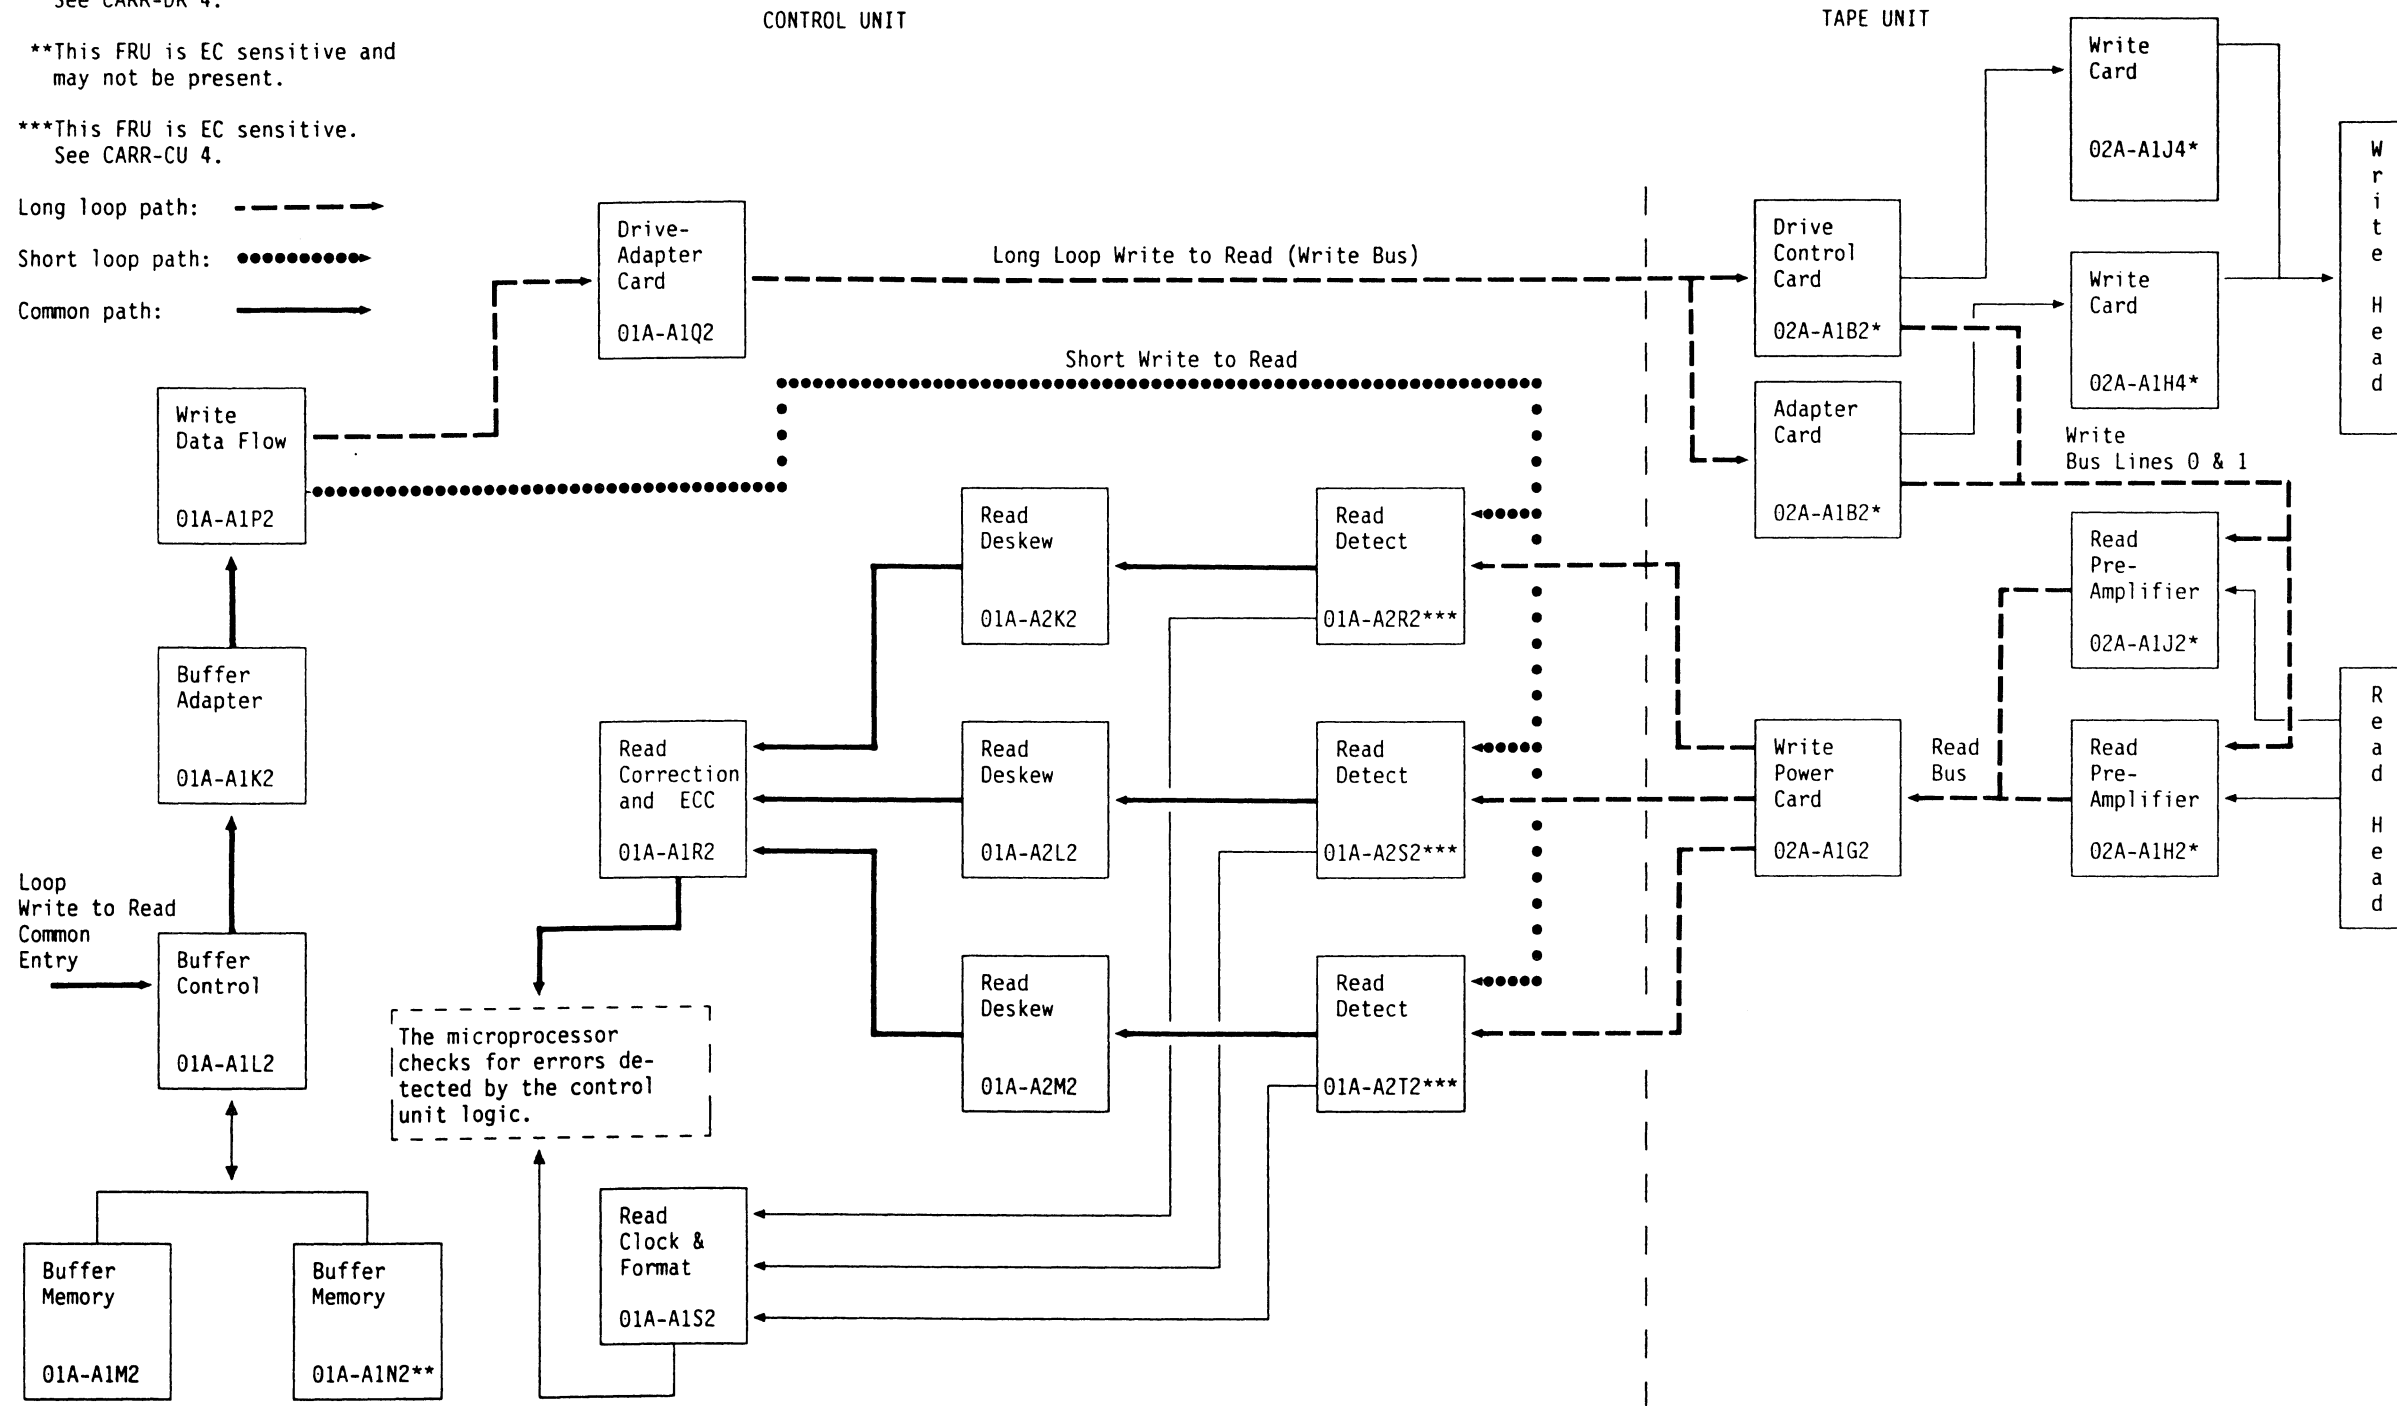 See CARR-DR 4.
**This FRU is EC sensitive and
may not be present.
***This FRU is EC sensitive.
See CARR-CU 4.
Long loop path:
Short loop path:
Common path:
CONTROL UNIT
TAPE UNIT
Drive-
Adapter
Card
01A-A1Q2
Long Loop Write to Read (Write Bus)
Short Write to Read
Write
Data Flow
01A-A1P2
Buffer
Adapter
01A-A1K2
Loop
Write to Read
Common
Entry
Buffer
Control
01A-A1L2
Buffer
Memory
01A-A1M2
Buffer
Memory
01A-A1N2**
Read
Correction
and ECC
01A-A1R2
The microprocessor
checks for errors de-
tected by the control
unit logic.
Read
Clock &
Format
01A-A1S2
Read
Deskew
01A-A2K2
Read
Deskew
01A-A2L2
Read
Deskew
01A-A2M2
Read
Detect
01A-A2R2***
Read
Detect
01A-A2S2***
Read
Detect
01A-A2T2***
Drive
Control
Card
02A-A1B2*
Adapter
Card
02A-A1B2*
Write
Card
02A-A1J4*
Write
Card
02A-A1H4*
Write
Bus Lines 0 & 1
Read
Pre-
Amplifier
02A-A1J2*
Read
Pre-
Amplifier
02A-A1H2*
Read
Bus
Write
Power
Card
02A-A1G2
Write Head
Read Head